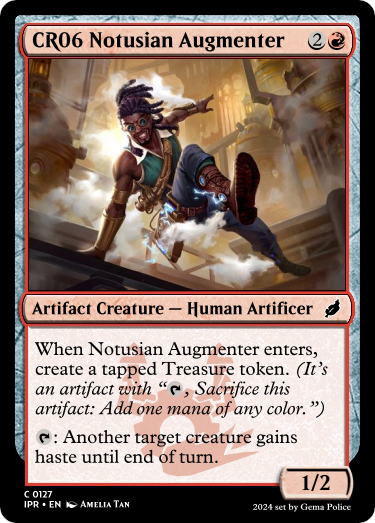 CR06 Notusian Augmenter 2
Artifact Creature — Human Artificer
When Notusian Augmenter enters,
create a tapped Treasure token. (It's
an artifact with “, Sacrifice this
artifact: Add one mana of any color.”)
: Another target creature gains
haste until end of turn.
1/2
C 0127
IPR • EN Amelia Tan
2024 set by Gema Police